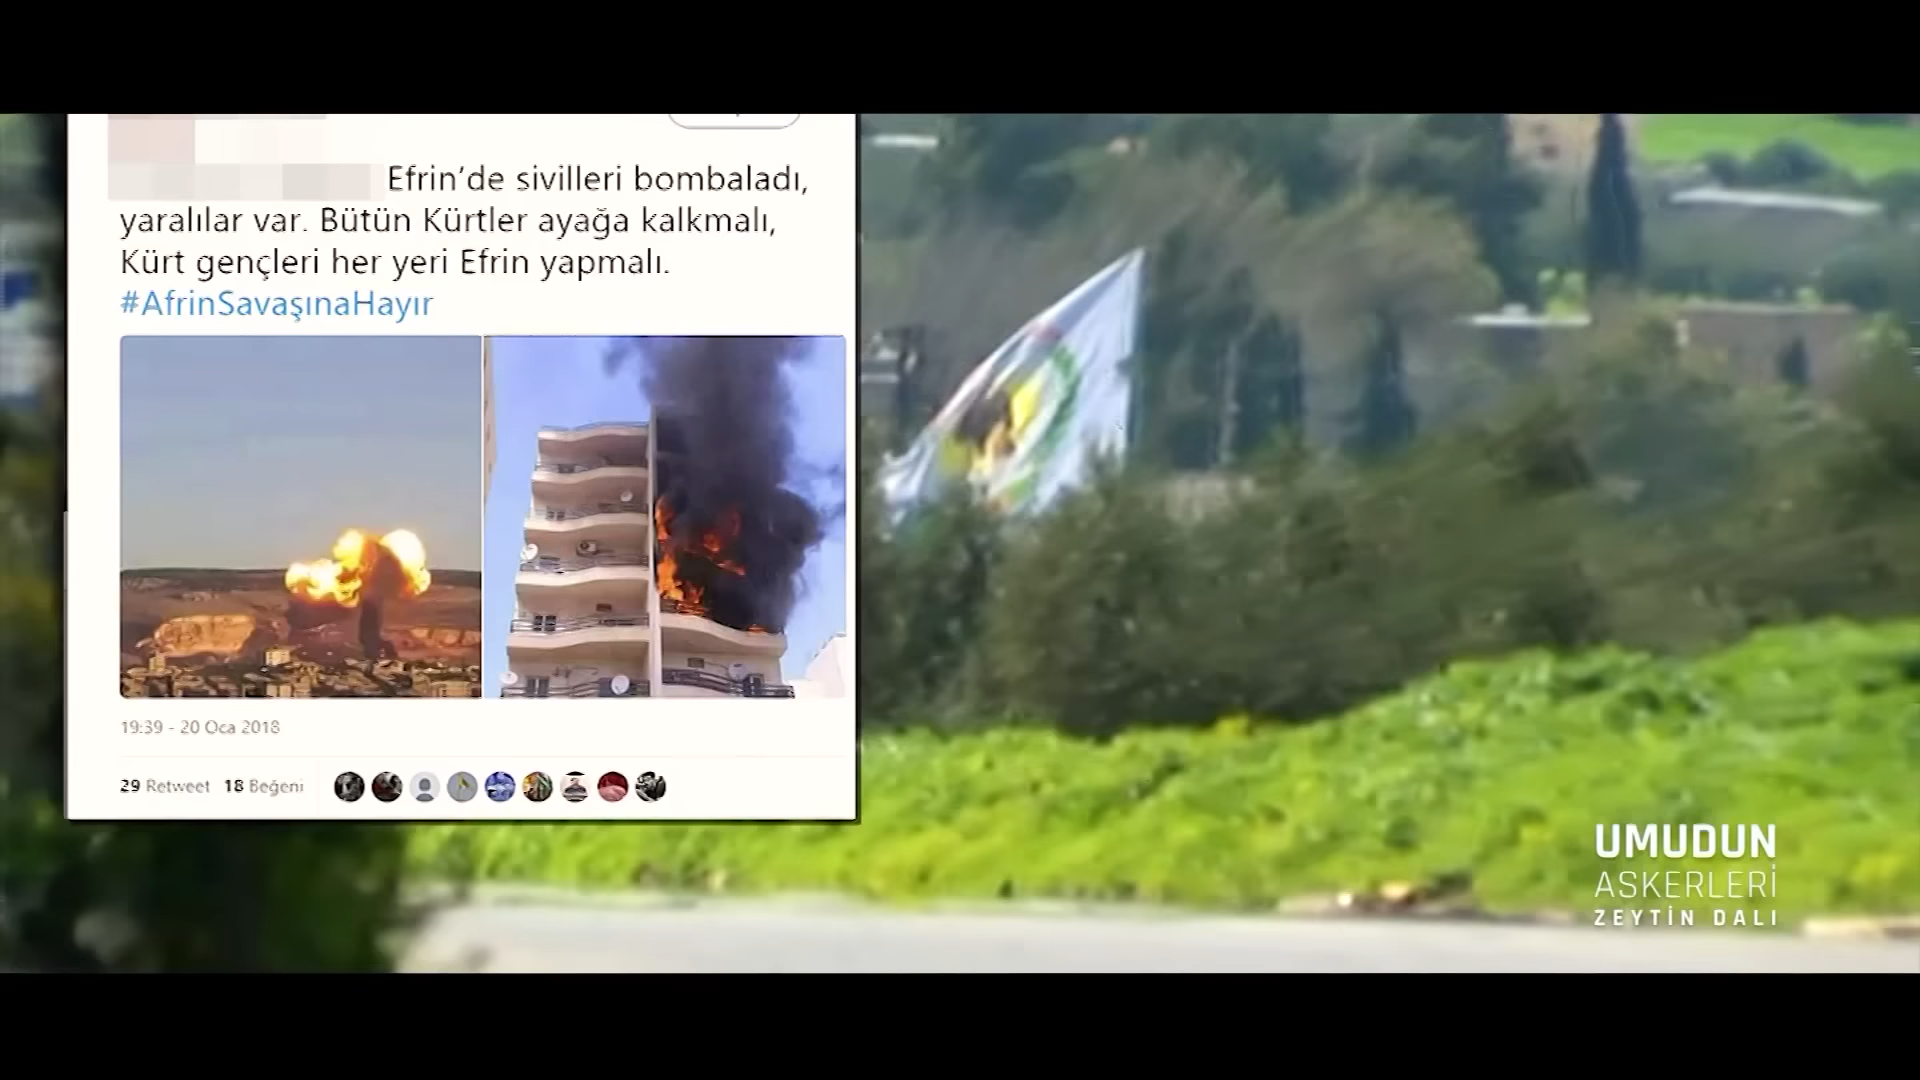 Efrin'de sivilleri bombaladı,
yaralılar var. Bütün Kürtler ayağa kalkmalı,
Kürt gençleri her yeri Efrin yapmalı.
#AfrinSavaşınaHayır
19:39 - 20 Oca 2018
29 Retweet 18 Beğeni
UMUDUN
ASKERLERİ
ZEYTİN DALI